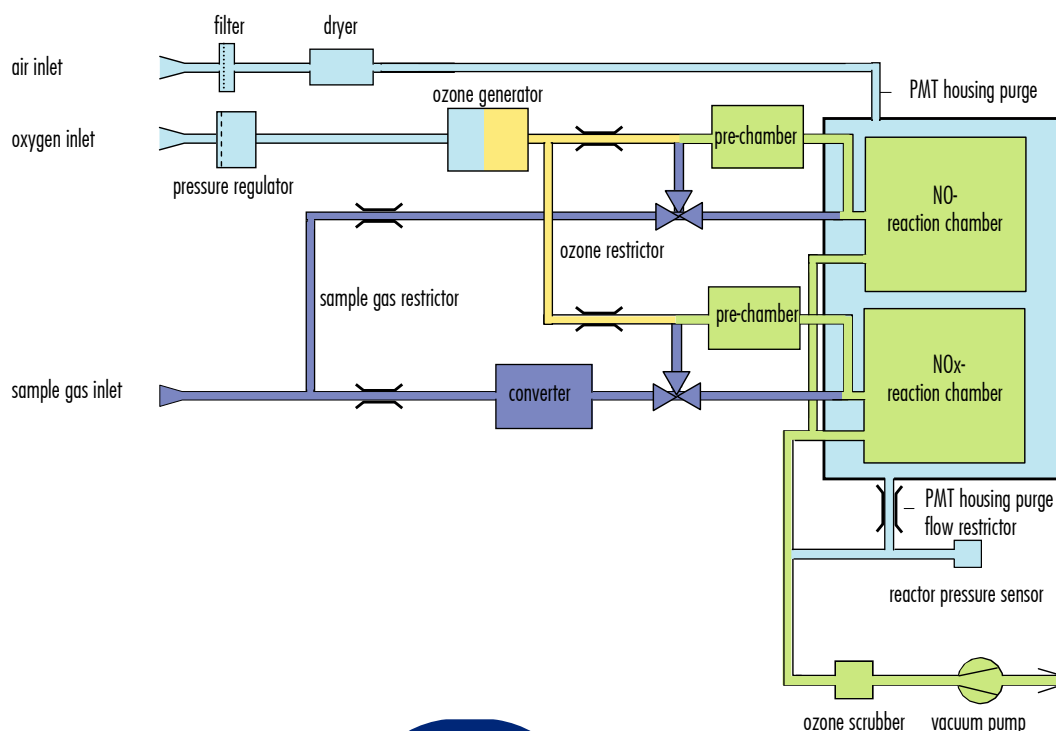 filter
dryer
air inlet
PMT housing purge
ozone generator
oxygen inlet
pre-chamber
pressure regulator
NO-
reaction chamber
ozone restrictor
sample gas restrictor
pre-chamber
sample gas inlet
converter
NOx-
reaction chamber
PMT housing purge
flow restrictor
reactor pressure sensor
ozone scrubber
vacuum pump